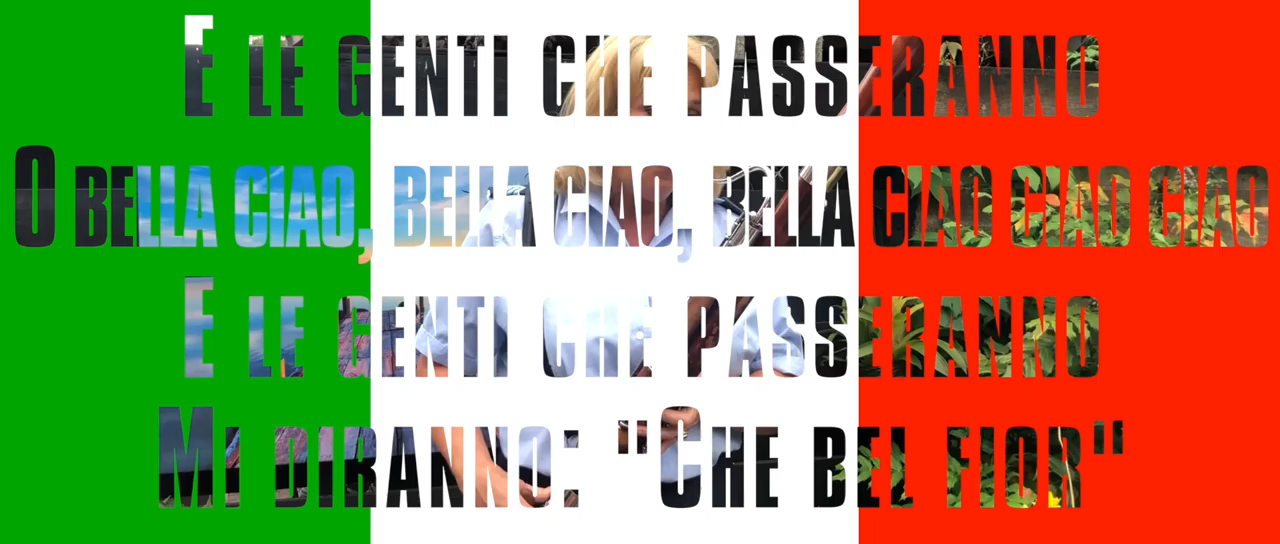 E le genti che passeranno
O bella ciao, bella ciao, bella ciao ciao ciao
E le genti che passeranno
Mi diranno: "Che bel fior"